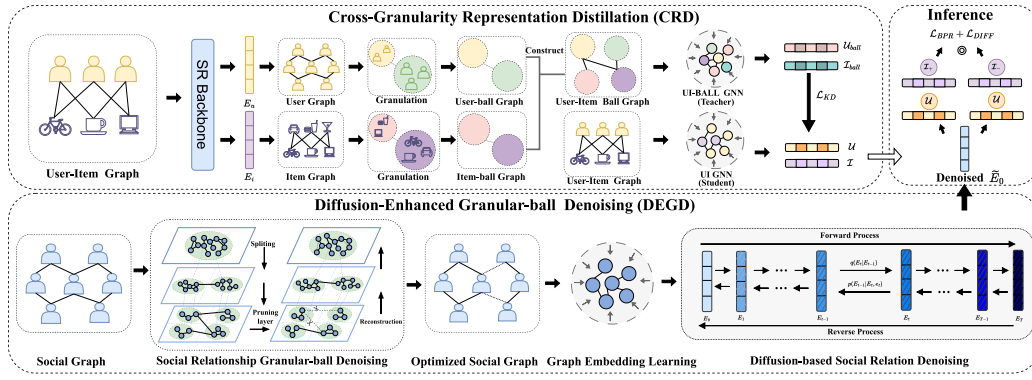 Cross-Granularity Representation Distillation (CRD)
User-Item Graph
SR Backbone
E_u
E_i
User Graph
Item Graph
Granulation
Granulation
User-ball Graph
Item-ball Graph
Construct
User-Item Ball Graph
User-Item Graph
UI-BALL GNN
(Teacher)
UI GNN
(Student)
U_ball
I_ball
L_KD
U
I
Inference
L_BPR + L_DIFF
I_+
I_-
U
U
Denoised Ẽ_0
Diffusion-Enhanced Granular-ball Denoising (DEGD)
Social Graph
Spliting
Pruning
layer
Reconstruction
Social Relationship Granular-ball Denoising
Optimized Social Graph
Graph Embedding Learning
Forward Process
q(E_t|E_{t-1})
p(E_{t-1}|E_t, e_t)
E_0
E_1
E_{t-1}
E_t
E_{T-1}
E_T
Reverse Process
Diffusion-based Social Relation Denoising